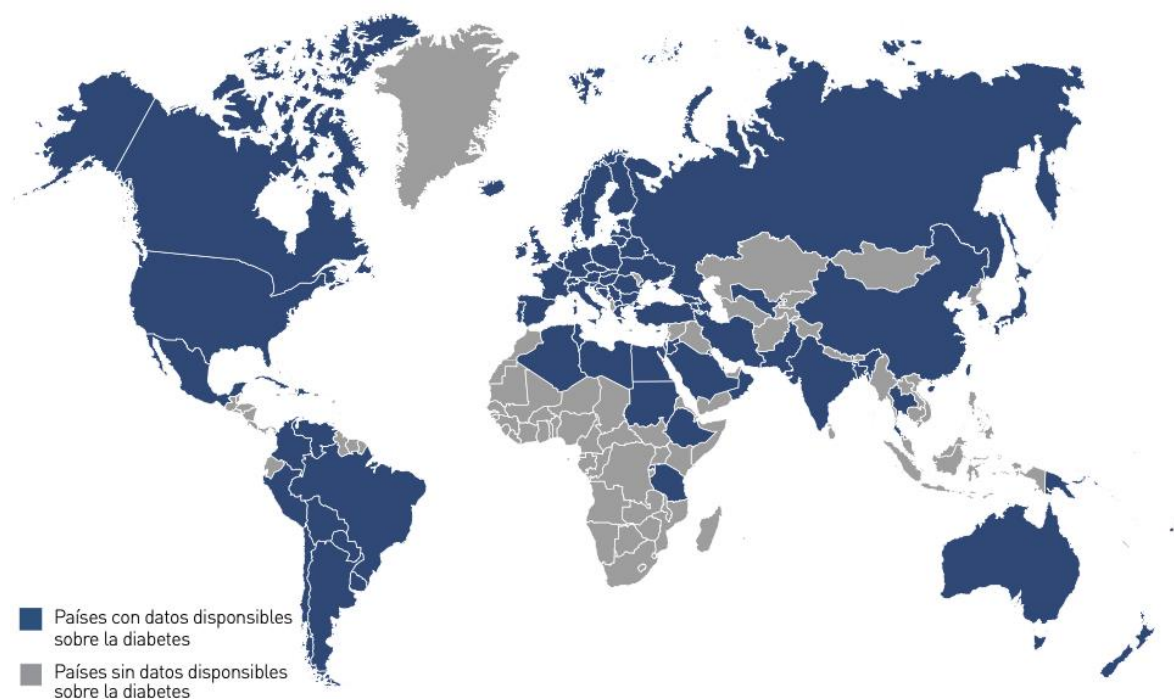 Países con datos disponibles
sobre la diabetes
Países sin datos disponibles
sobre la diabetes